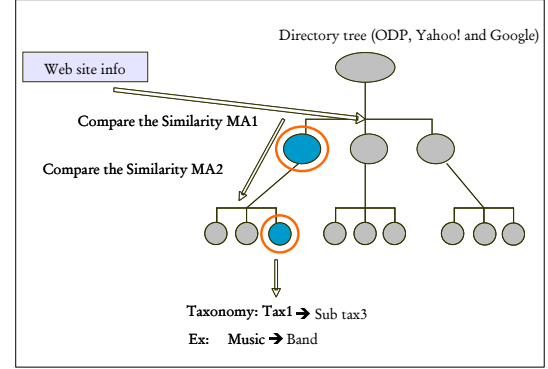 Directory tree (ODP, Yahoo! and Google)
Web site info
Compare the Similarity MA1
Compare the Similarity MA2
Taxonomy: Tax1 ➔ Sub tax3
Ex: Music ➔ Band